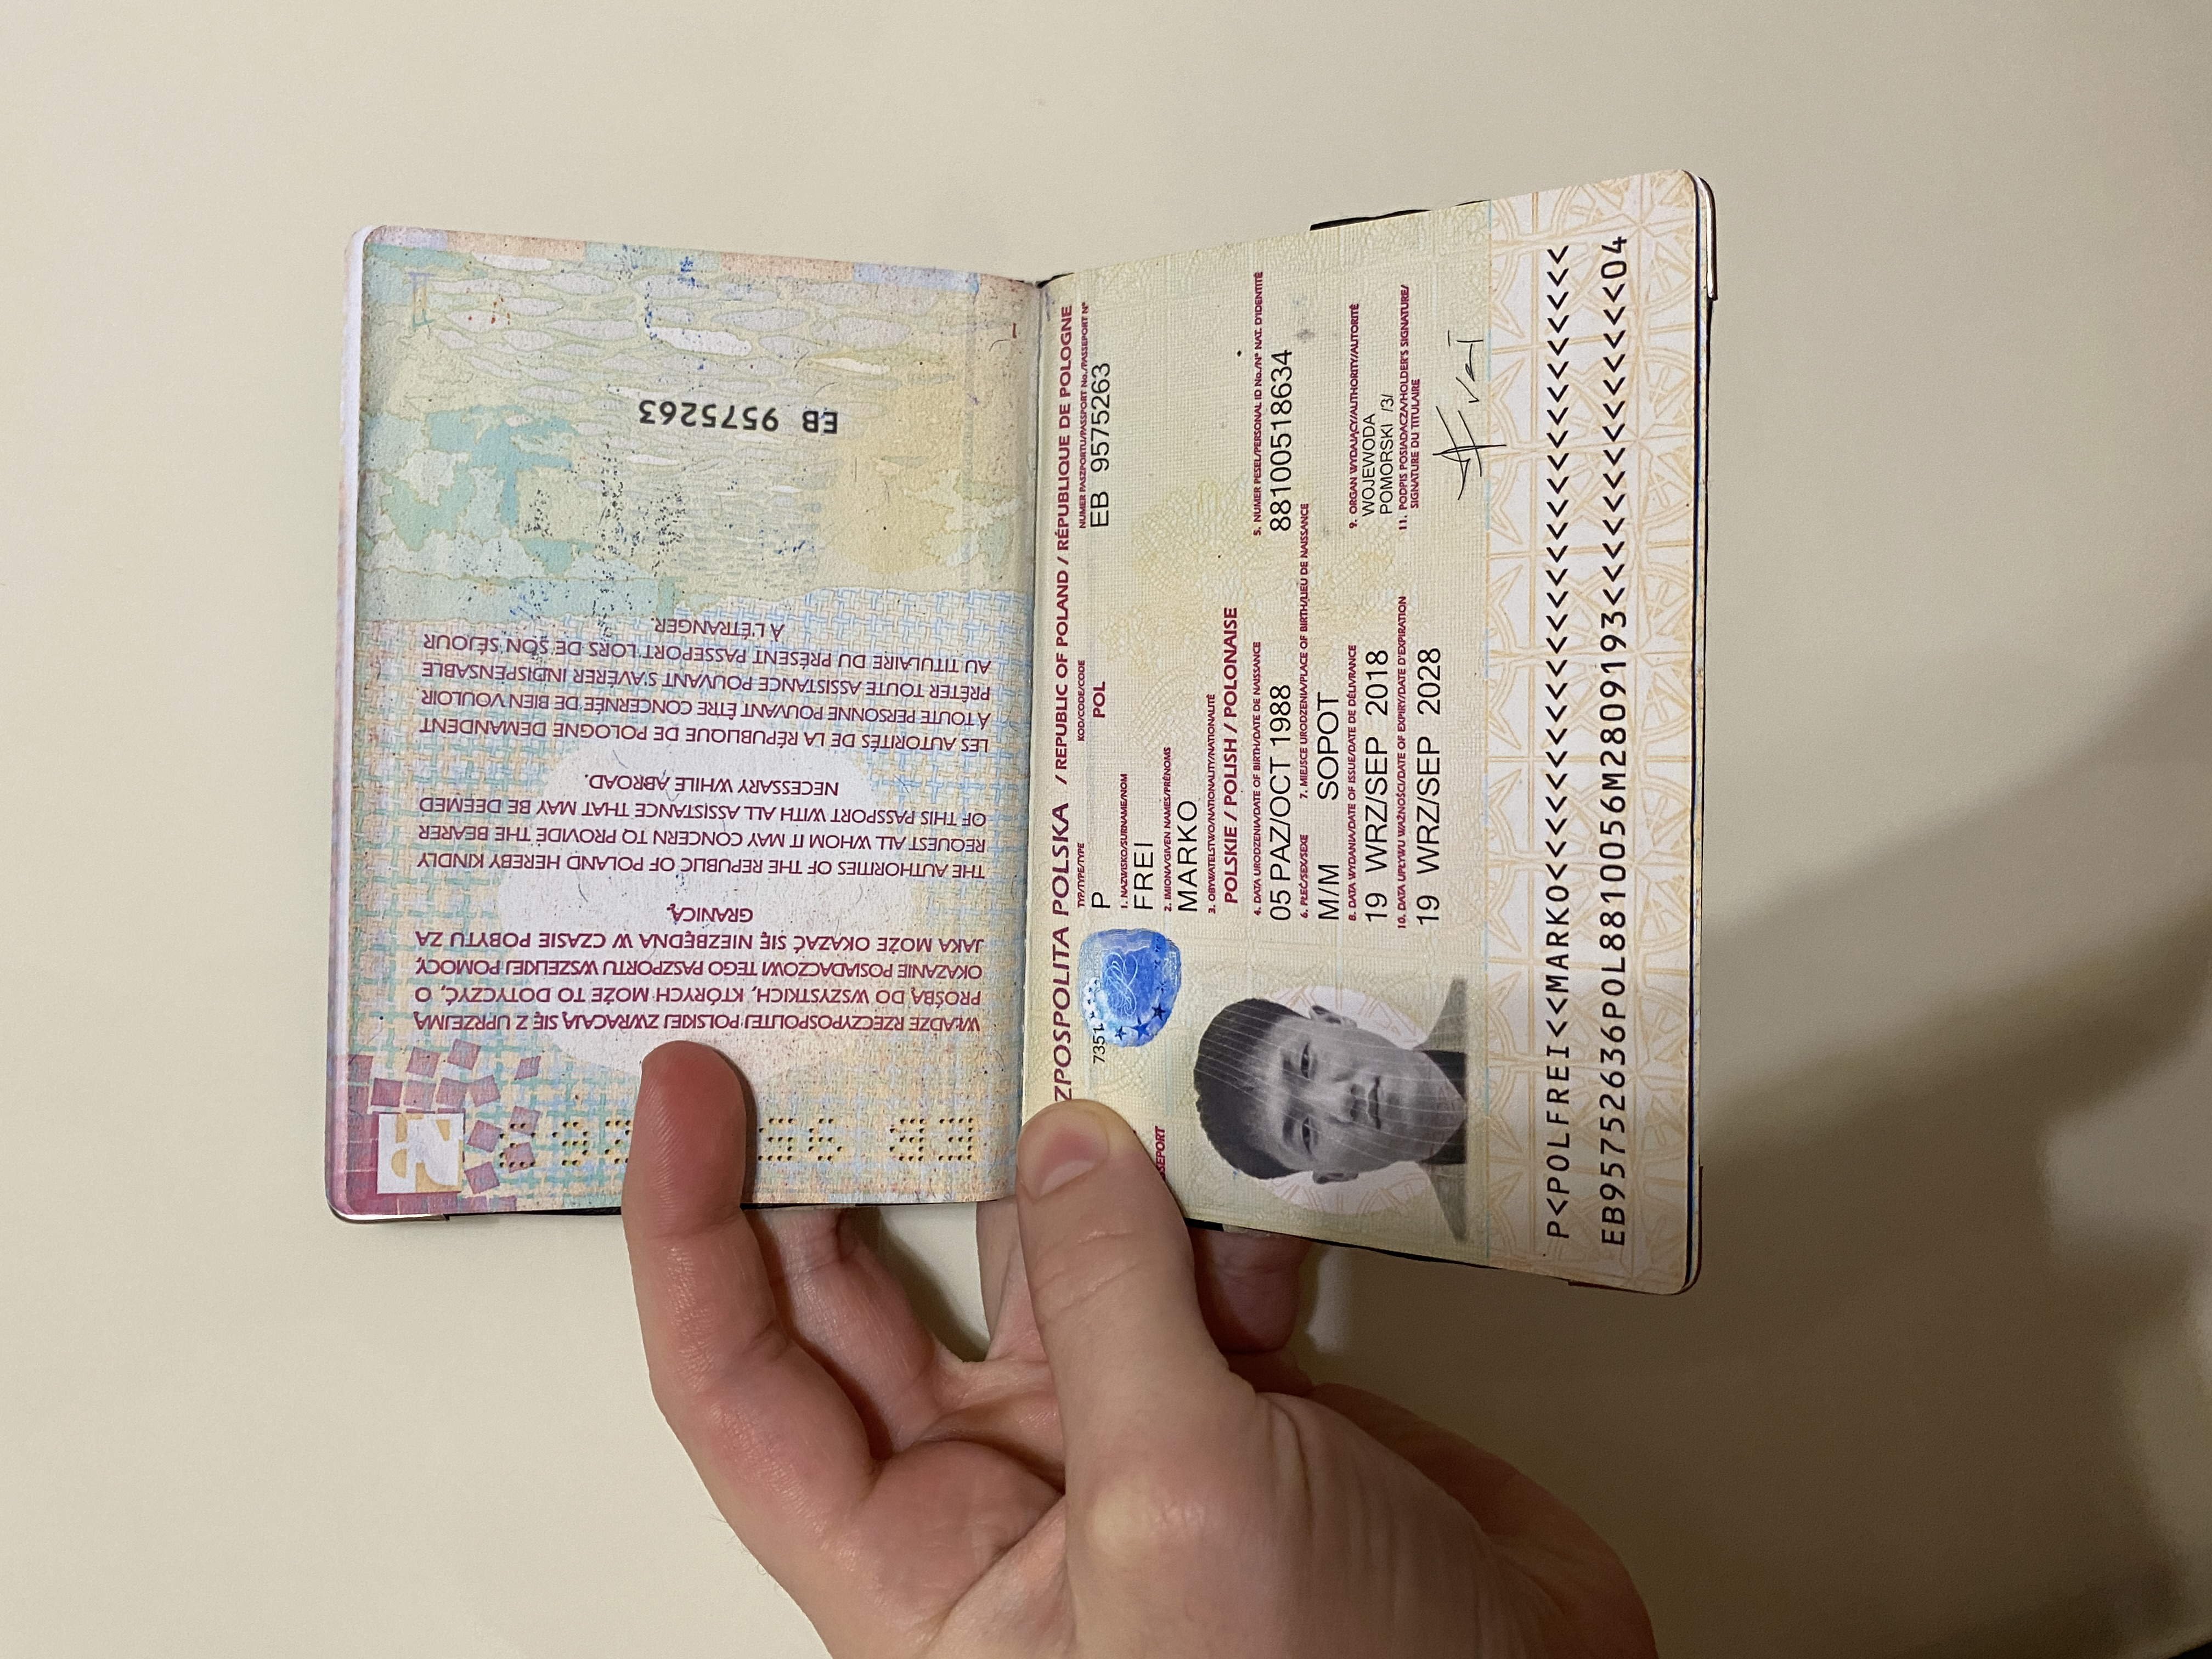 WŁADZE RZECZYPOSPOLITEJ POLSKIEJ ZWRACAJĄ SIĘ Z UPRZEJMĄ
PROŚBĄ DO WSZYSTKICH, KTÓRYCH MOŻE TO DOTYCZYĆ, O
OKAZANIE POSIADACZOWI TEGO PASZPORTU WSZELKIEJ POMOCY,
JAKA MOŻE OKAZAĆ SIĘ NIEZBĘDNA W CZASIE POBYTU ZA
GRANICĄ.
THE AUTHORITIES OF THE REPUBLIC OF POLAND HEREBY KINDLY
REQUEST ALL WHOM IT MAY CONCERN TO PROVIDE THE BEARER
OF THIS PASSPORT WITH ALL ASSISTANCE THAT MAY BE DEEMED
NECESSARY WHILE ABROAD.
LES AUTORITÉS DE LA RÉPUBLIQUE DE POLOGNE DEMANDENT
À TOUTE PERSONNE POUVANT ÊTRE CONCERNÉE DE BIEN VOULOIR
PRÊTER TOUTE ASSISTANCE POUVANT S'AVÉRER INDISPENSABLE
AU TITULAIRE DU PRÉSENT PASSEPORT LORS DE SON SÉJOUR
À L'ÉTRANGER.
EB 9575263
1
ZPOSPOLITA POLSKA / REPUBLIC OF POLAND / RÉPUBLIQUE DE POLOGNE
TYP/TYPE/TYPE KOD/CODE/CODE NUMER PASZPORTU/PASSPORT No./PASSEPORT Nº
7351 P POL EB 9575263
1. NAZWISKO/SURNAME/NOM
FREI
SSEPORT
2. IMIONA/GIVEN NAMES/PRÉNOMS
MARKO
3. OBYWATELSTWO/NATIONALITY/NATIONALITÉ
POLSKIE / POLISH / POLONAISE
4. DATA URODZENIA/DATE OF BIRTH/DATE DE NAISSANCE 5. NUMER PESEL/PERSONAL ID No./Nº NAT. D'IDENTITÉ
05 PAZ/OCT 1988 88100518634
6. PŁEĆ/SEX/SEXE 7. MIEJSCE URODZENIA/PLACE OF BIRTH/LIEU DE NAISSANCE
M/M SOPOT
8. DATA WYDANIA/DATE OF ISSUE/DATE DE DÉLIVRANCE 9. ORGAN WYDAJĄCY/AUTHORITY/AUTORITÉ
19 WRZ/SEP 2018 WOJEWODA
POMORSKI /3/
10. DATA UPŁYWU WAŻNOŚCI/DATE OF EXPIRY/DATE D'EXPIRATION 11. PODPIS POSIADACZA/HOLDER'S SIGNATURE/
SIGNATURE DU TITULAIRE
19 WRZ/SEP 2028
Frei
P<POLFREI<<MARKO<<<<<<<<<<<<<<<<<<<<<<<<<<<<
EB95752636POL8810056M2809193<<<<<<<<<<<<<<04